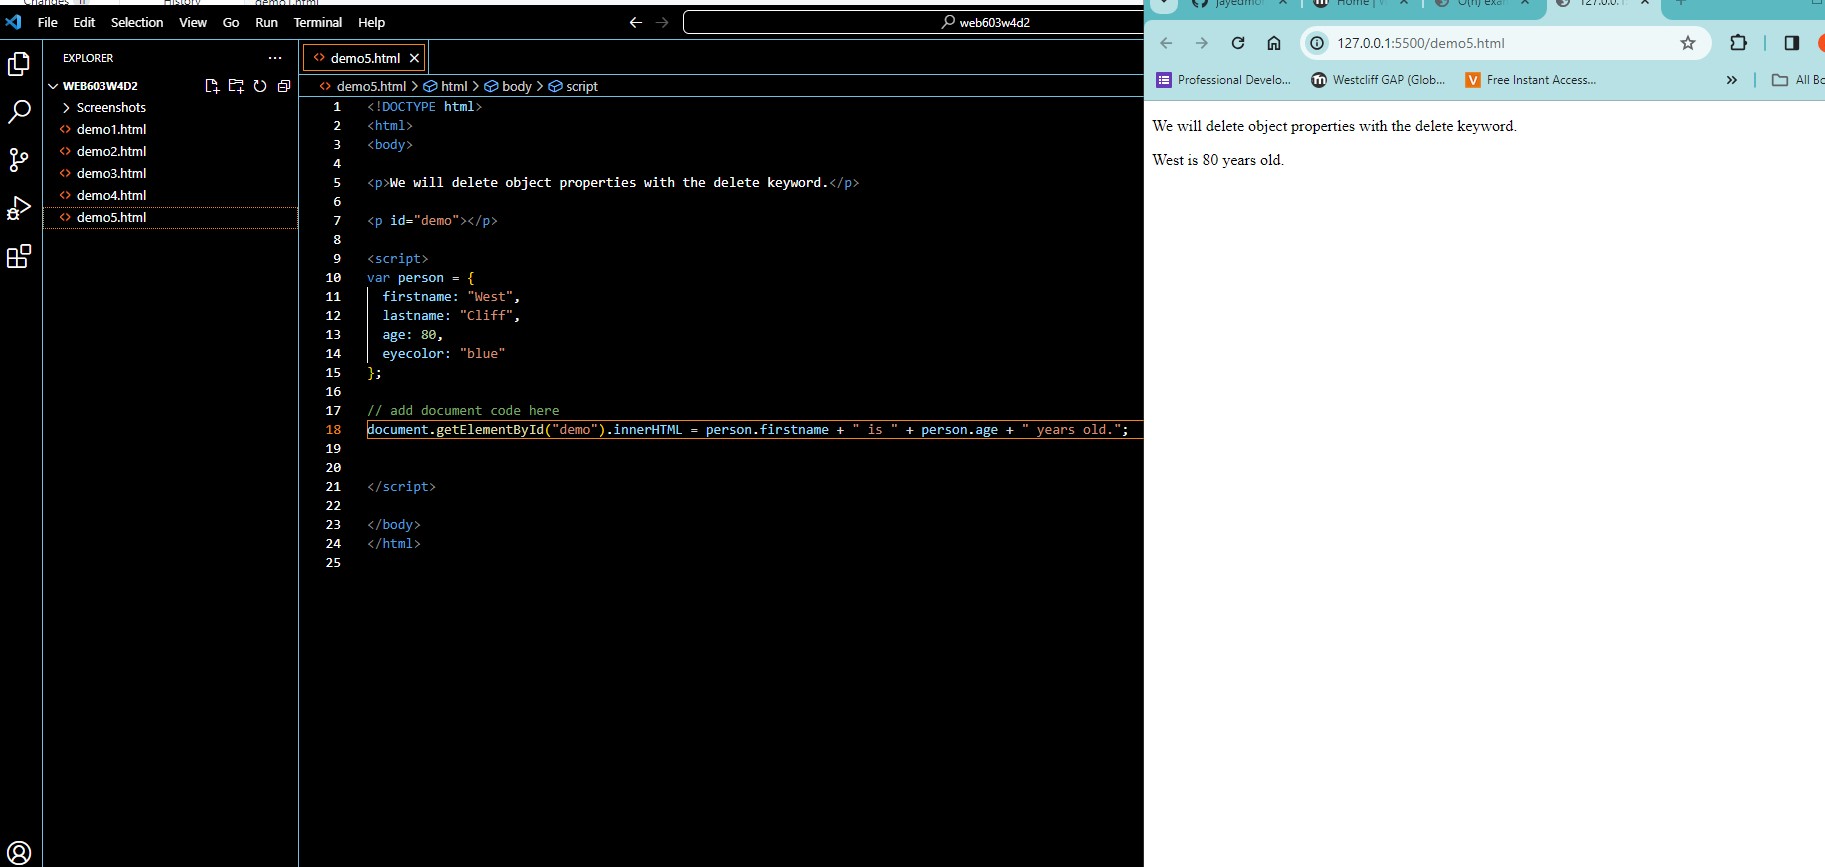 Changes
History
demo1.html
File Edit Selection View Go Run Terminal Help
web603w4d2
EXPLORER
WEB603W4D2
Screenshots
demo1.html
demo2.html
demo3.html
demo4.html
demo5.html
demo5.html
demo5.html > html > body > script
1 <!DOCTYPE html>
2 <html>
3 <body>
4
5 <p>We will delete object properties with the delete keyword.</p>
6
7 <p id="demo"></p>
8
9 <script>
10 var person = {
11 firstname: "West",
12 lastname: "Cliff",
13 age: 80,
14 eyecolor: "blue"
15 };
16
17 // add document code here
18 document.getElementById("demo").innerHTML = person.firstname + " is " + person.age + " years old.";
19
20
21 </script>
22
23 </body>
24 </html>
25
Home
127.0.0.1
127.0.0.1:5500/demo5.html
Professional Develo... Westcliff GAP (Glob... Free Instant Access... » All Bo
We will delete object properties with the delete keyword.
West is 80 years old.